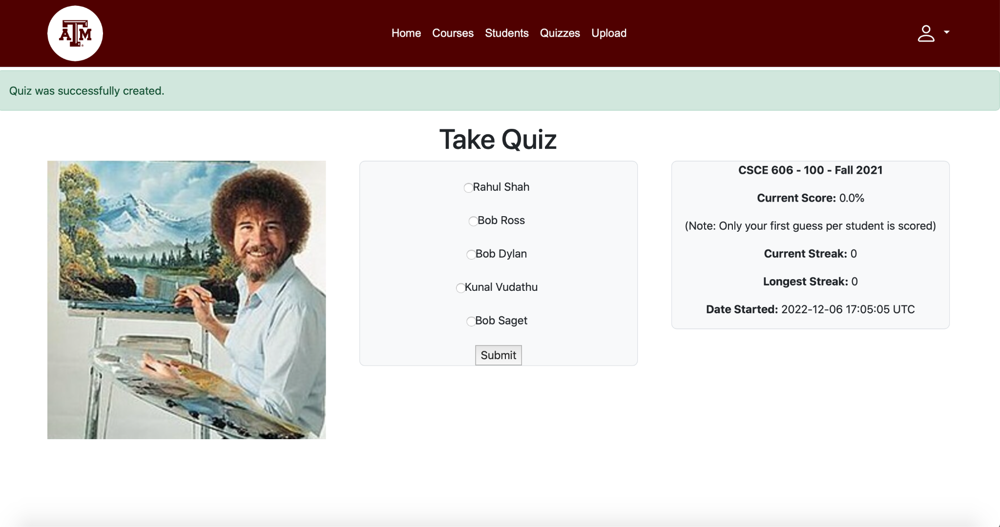 ATM
Home Courses Students Quizzes Upload
Quiz was successfully created.
Take Quiz
Rahul Shah
Bob Ross
Bob Dylan
Kunal Vudathu
Bob Saget
Submit
CSCE 606 - 100 - Fall 2021
Current Score: 0.0%
(Note: Only your first guess per student is scored)
Current Streak: 0
Longest Streak: 0
Date Started: 2022-12-06 17:05:05 UTC